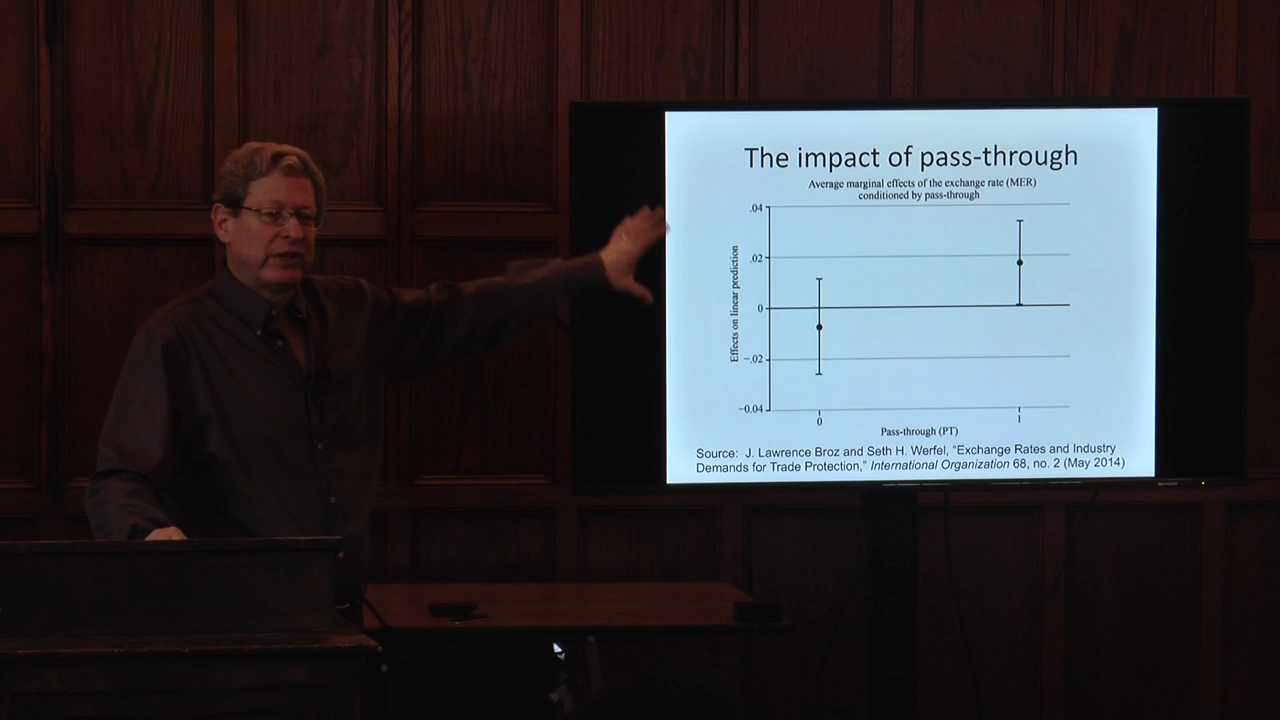 The impact of pass-through
Average marginal effects of the exchange rate (MER)
conditioned by pass-through
Effects on linear prediction
.04
.02
0
−.02
−0.04
0 1
Pass-through (PT)
Source: J. Lawrence Broz and Seth H. Werfel, “Exchange Rates and Industry
Demands for Trade Protection,” International Organization 68, no. 2 (May 2014)